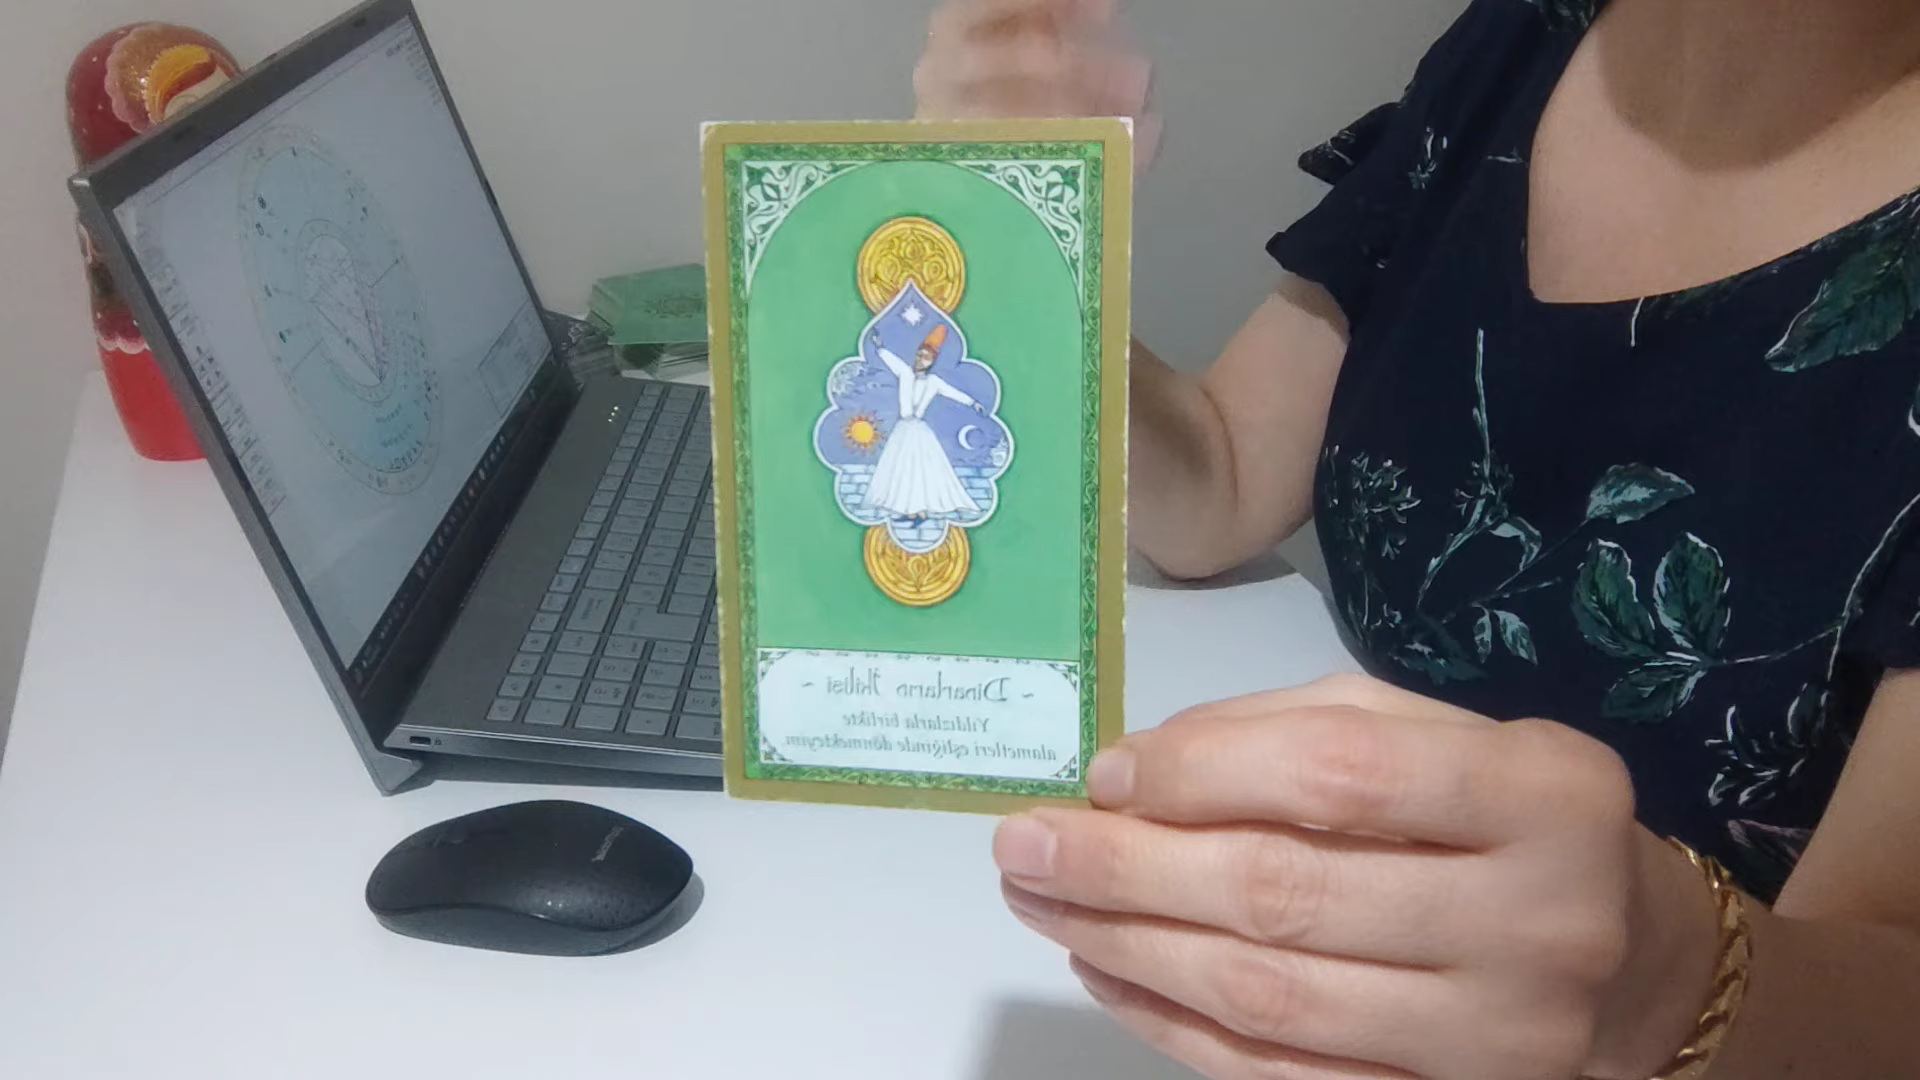 ~ Dinarların İkilisi ~
Yıldızlarla birlikte
alametleri eşliğinde dönmekteyim.